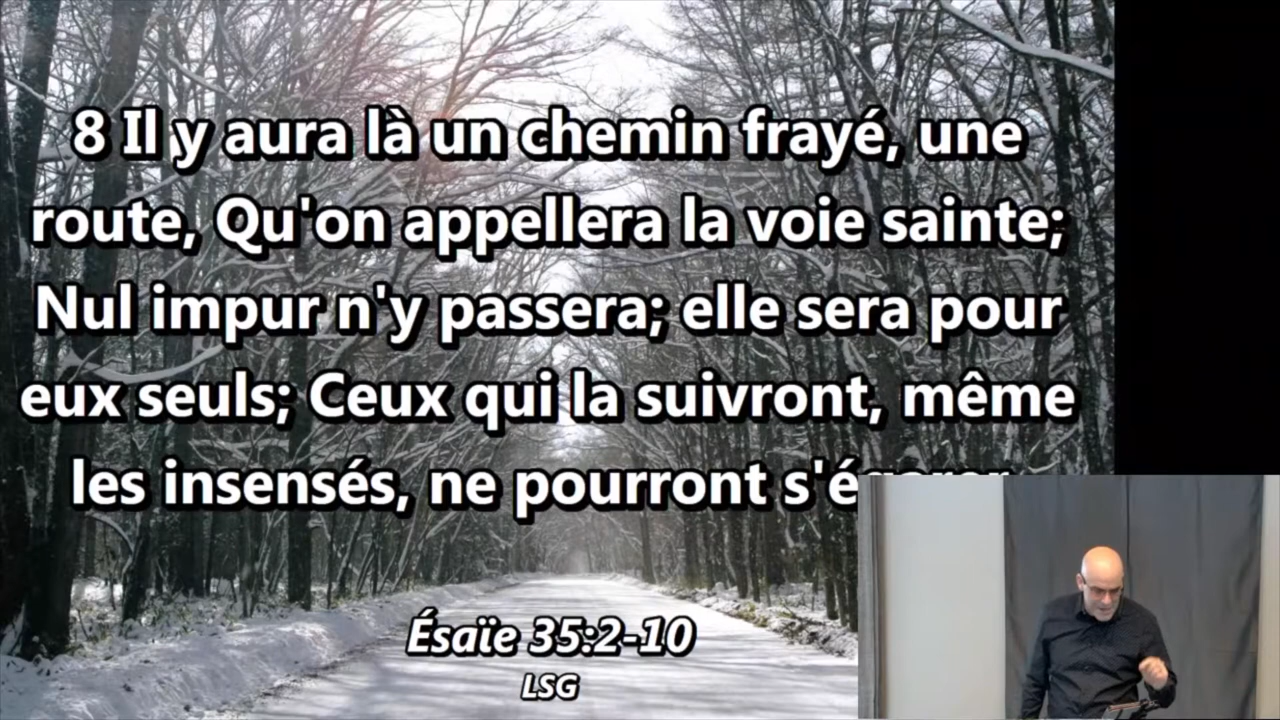 8 Il y aura là un chemin frayé, une
route, Qu'on appellera la voie sainte;
Nul impur n'y passera; elle sera pour
eux seuls; Ceux qui la suivront, même
les insensés, ne pourront
Ésaïe 35:2-10
LSG